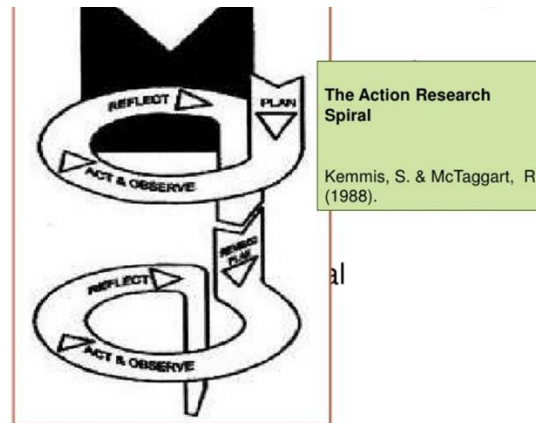 REFLECT
PLAN
ACT & OBSERVE
The Action Research
Spiral
Kemmis, S. & McTaggart, R
(1988).
REVISED
PLAN
al
REFLECT
ACT & OBSERVE